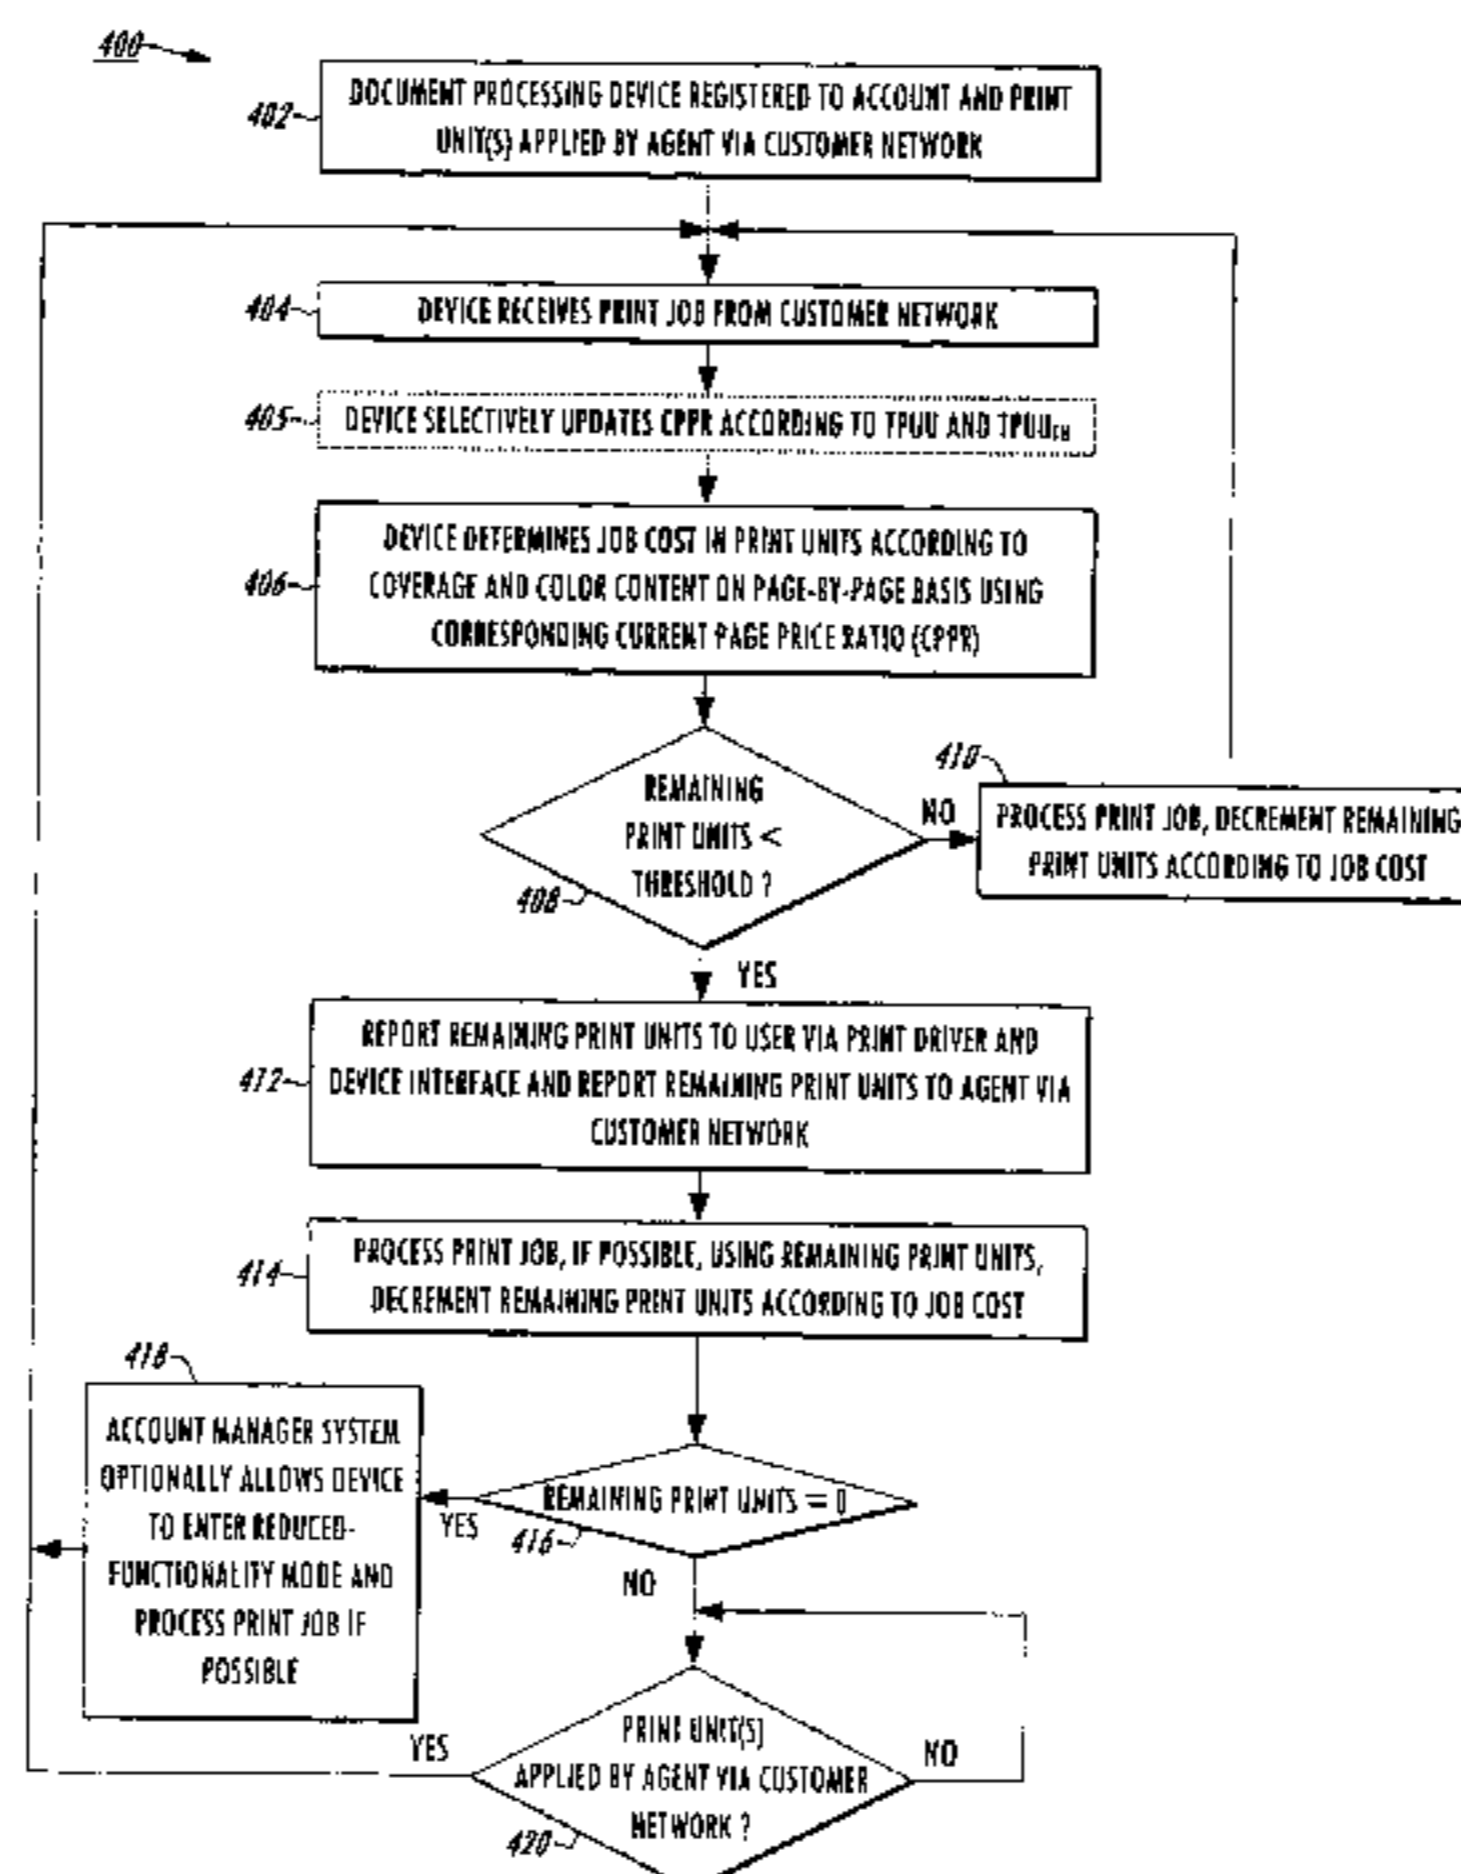 400
402
DOCUMENT PROCESSING DEVICE REGISTERED TO ACCOUNT AND PRINT
UNIT(S) APPLIED BY AGENT VIA CUSTOMER NETWORK
404
DEVICE RECEIVES PRINT JOB FROM CUSTOMER NETWORK
405
DEVICE SELECTIVELY UPDATES CPPR ACCORDING TO TPUU AND
406
DEVICE DETERMINES JOB COST IN PRINT UNITS ACCORDING TO
COVERAGE AND COLOR CONTENT ON PAGE-BY-PAGE BASIS USING
CORRESPONDING CURRENT PAGE PRICE RATIO (CPPR)
REMAINING
PRINT UNITS <
THRESHOLD ?
408
NO
410
PROCESS PRINT JOB, DECREMENT REMAINING
PRINT UNITS ACCORDING TO JOB COST
YES
412
REPORT REMAINING PRINT UNITS TO USER VIA PRINT DRIVER AND
DEVICE INTERFACE AND REPORT REMAINING PRINT UNITS TO AGENT VIA
CUSTOMER NETWORK
414
PROCESS PRINT JOB, IF POSSIBLE, USING REMAINING PRINT UNITS,
DECREMENT REMAINING PRINT UNITS ACCORDING TO JOB COST
REMAINING PRINT UNITS = 0
416
YES
418
ACCOUNT MANAGER SYSTEM
OPTIONALLY ALLOWS DEVICE
TO ENTER REDUCED-
FUNCTIONALITY MODE AND
PROCESS PRINT JOB IF
POSSIBLE
NO
PRINT UNIT(S)
APPLIED BY AGENT VIA CUSTOMER
NETWORK ?
420
YES
NO